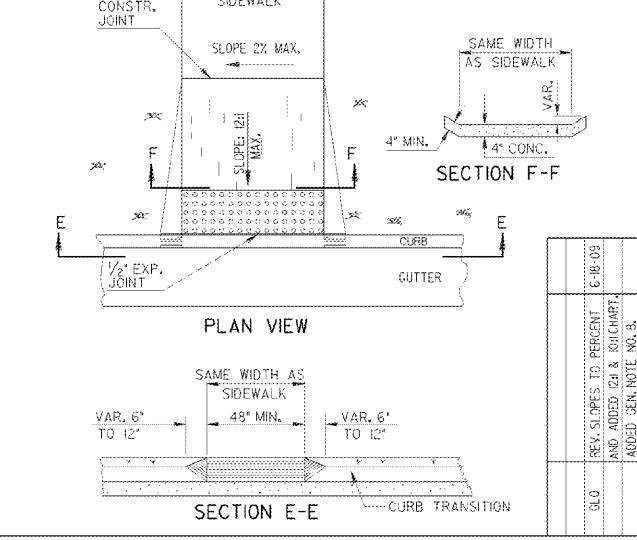 CONSTR.
JOINT
SIDEWALK
SLOPE 2% MAX.
SLOPE: 12:1
MAX.
F
F
E
E
CURB
GUTTER
1/2" EXP.
JOINT
PLAN VIEW
SAME WIDTH
AS SIDEWALK
VAR.
4" MIN.
4" CONC.
SECTION F-F
SAME WIDTH AS
SIDEWALK
VAR. 6"
TO 12"
48" MIN.
VAR. 6"
TO 12"
CURB TRANSITION
SECTION E-E
6-18-09
REV. SLOPES TO PERCENT
AND ADDED 12:1 & 10:1 CHART.
ADDED GEN. NOTE NO. 8.
GLO